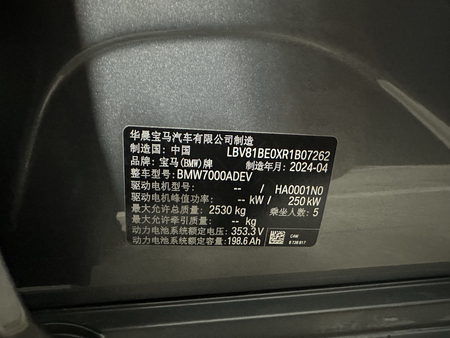 华晨宝马汽车有限公司制造
制造国：中国 LBV81BE0XR1B07262
品牌：宝马(BMW)牌 制造年月：2024-04
整车型号：BMW7000ADEV
驱动电机型号： -- / HA0001N0
驱动电机峰值功率： -- kW / 250 kW
最大允许总质量：2530 kg 乘坐人数：5
最大允许牵引质量： -- kg
动力电池系统额定电压：353.3 V
动力电池系统额定容量：198.6 Ah